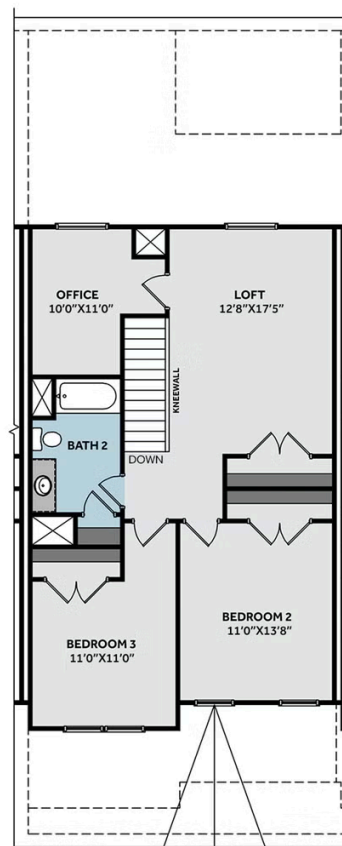 OFFICE
10'0"X11'0"
LOFT
12'8"X17'5"
KNEEWALL
BATH 2
DOWN
BEDROOM 2
11'0"X13'8"
BEDROOM 3
11'0"X11'0"